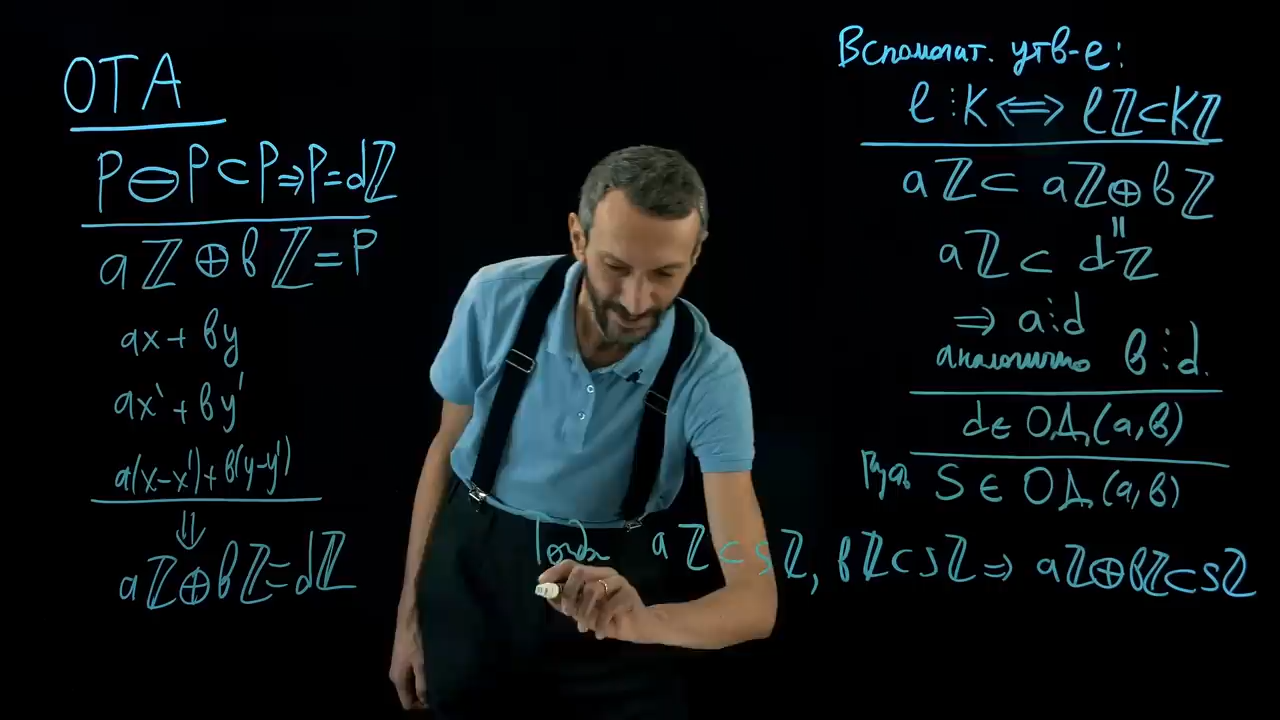 ОТА
P⊖P⊂P⇒P=dℤ
aℤ⊕bℤ=P
ax+by
ax'+by'
a(x-x')+b(y-y')
⇓
aℤ⊕bℤ=dℤ
Вспомогат. утв-е:
l⋮k⟺lℤ⊂kℤ
aℤ⊂aℤ⊕bℤ
=
aℤ⊂dℤ
⇒a⋮d
аналогично b⋮d.
d∈ОД(a,b)
Пусть S∈ОД(a,b)
Тогда aℤ⊂sℤ, bℤ⊂sℤ⇒aℤ⊕bℤ⊂sℤ